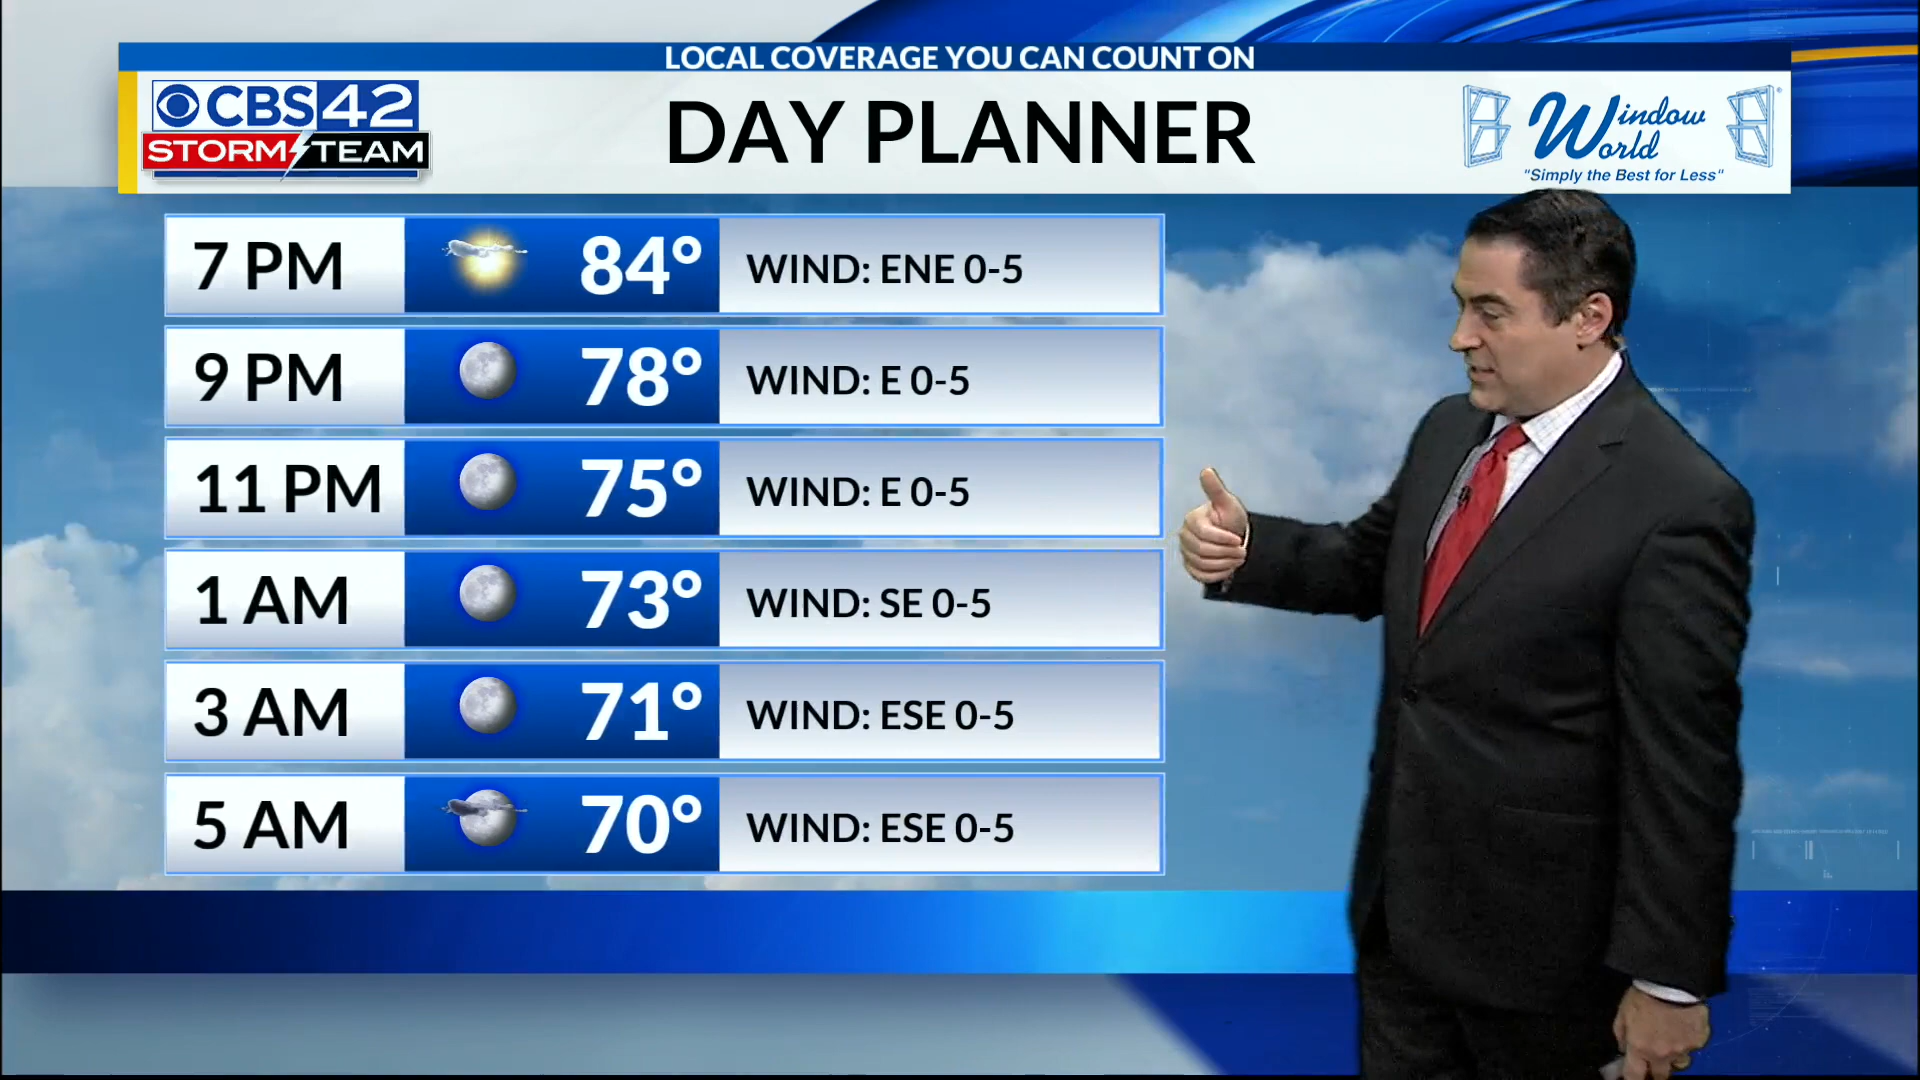 LOCAL COVERAGE YOU CAN COUNT ON
CBS 42
STORM TEAM
DAY PLANNER
Window World
"Simply the Best for Less"
7 PM 84° WIND: ENE 0-5
9 PM 78° WIND: E 0-5
11 PM 75° WIND: E 0-5
1 AM 73° WIND: SE 0-5
3 AM 71° WIND: ESE 0-5
5 AM 70° WIND: ESE 0-5